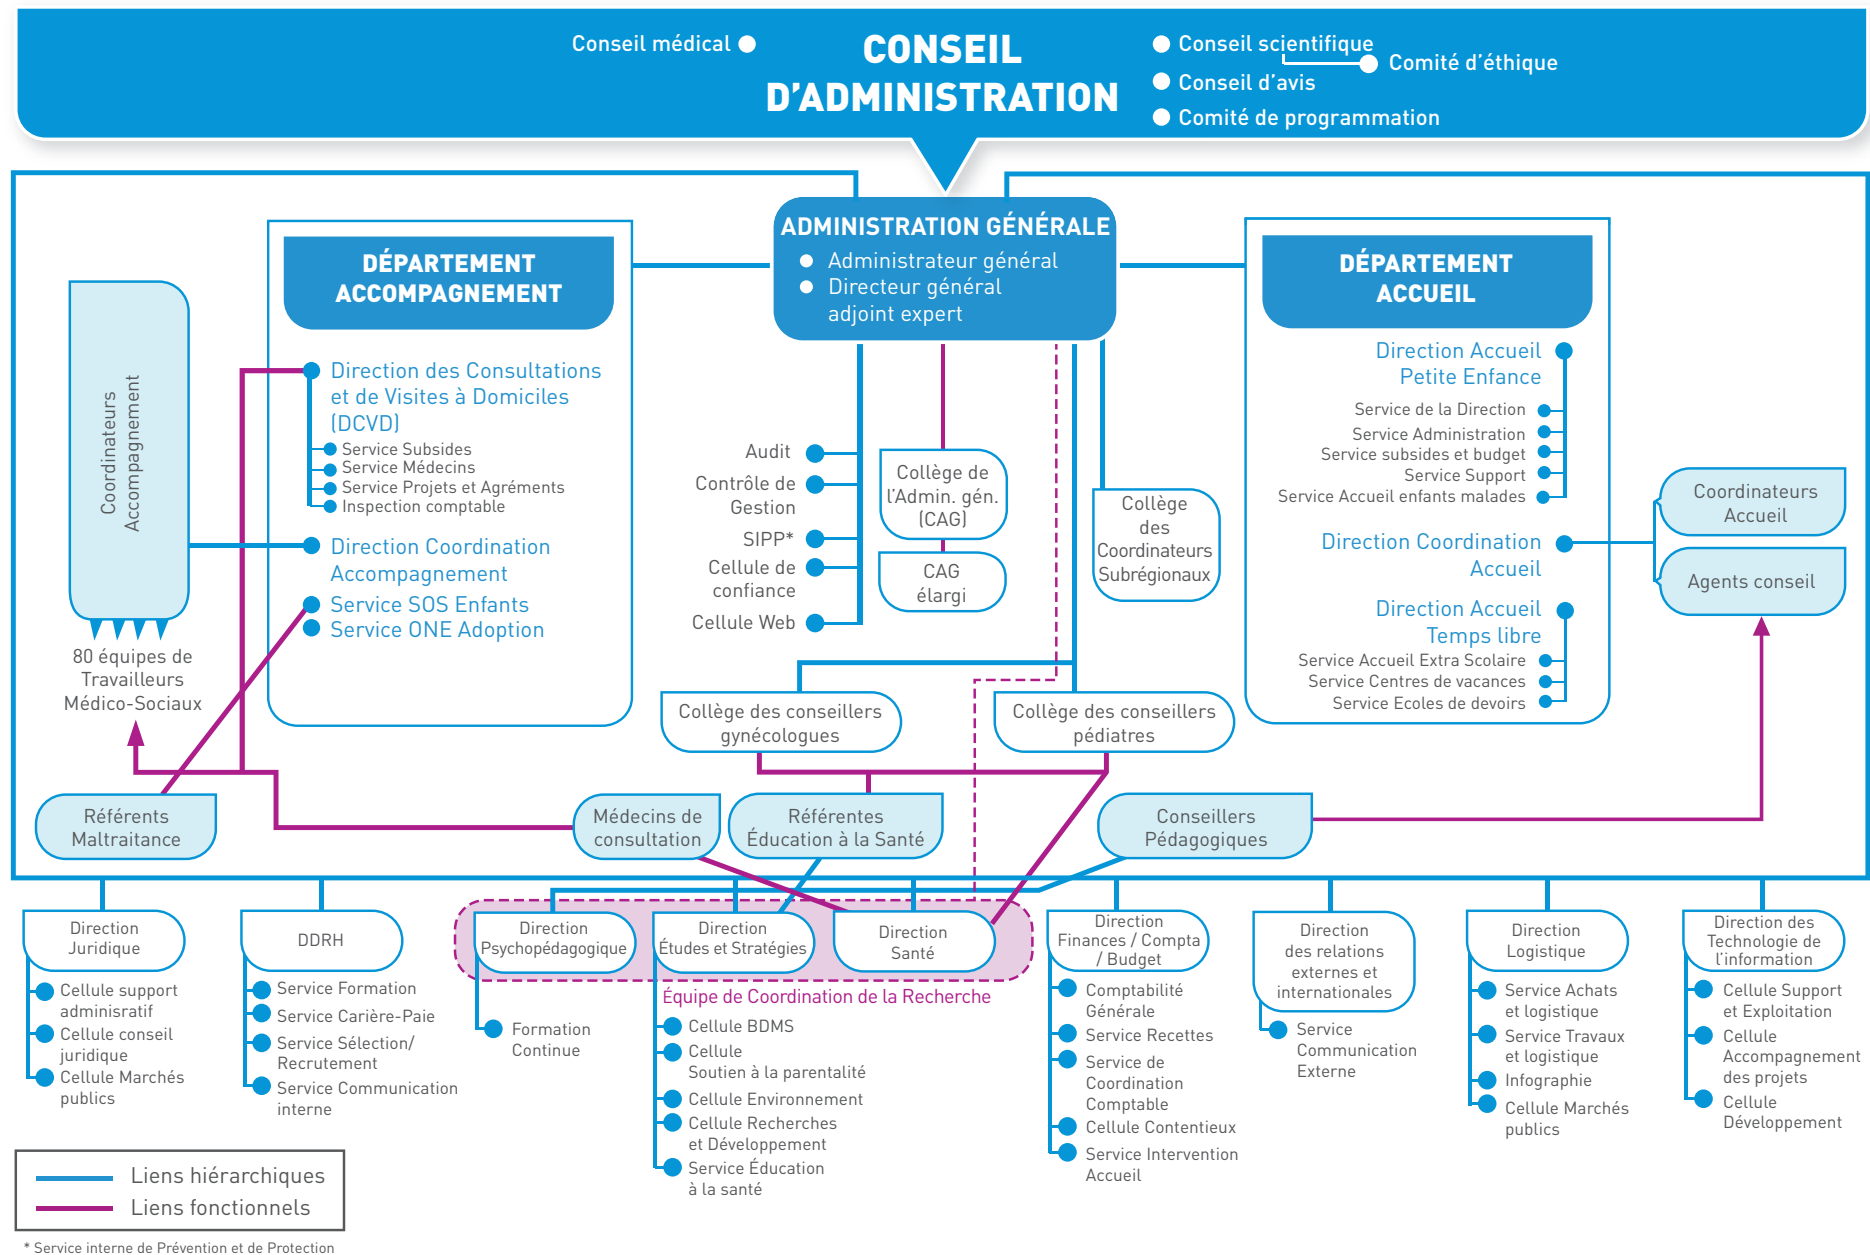 Conseil médical
CONSEIL
D'ADMINISTRATION
Conseil scientifique
Comité d'éthique
Conseil d'avis
Comité de programmation
ADMINISTRATION GÉNÉRALE
Administrateur général
Directeur général
adjoint expert
DÉPARTEMENT
ACCOMPAGNEMENT
Direction des Consultations
et de Visites à Domiciles
(DCVD)
Service Subsides
Service Médecins
Service Projets et Agréments
Inspection comptable
Direction Coordination
Accompagnement
Service SOS Enfants
Service ONE Adoption
Coordinateurs
Accompagnement
80 équipes de
Travailleurs
Médico-Sociaux
Audit
Contrôle de
Gestion
SIPP*
Cellule de
confiance
Cellule Web
Collège de
l'Admin. gén.
(CAG)
CAG
élargi
Collège
des
Coordinateurs
Subrégionaux
DÉPARTEMENT
ACCUEIL
Direction Accueil
Petite Enfance
Service de la Direction
Service Administration
Service subsides et budget
Service Support
Service Accueil enfants malades
Direction Coordination
Accueil
Direction Accueil
Temps libre
Service Accueil Extra Scolaire
Service Centres de vacances
Service Ecoles de devoirs
Coordinateurs
Accueil
Agents conseil
Collège des conseillers
gynécologues
Collège des conseillers
pédiatres
Référents
Maltraitance
Médecins de
consultation
Référentes
Éducation à la Santé
Conseillers
Pédagogiques
Direction
Juridique
Cellule support
adminisratif
Cellule conseil
juridique
Cellule Marchés
publics
DDRH
Service Formation
Service Carière-Paie
Service Sélection/
Recrutement
Service Communication
interne
Direction
Psychopédagogique
Formation
Continue
Direction
Études et Stratégies
Direction
Santé
Équipe de Coordination de la Recherche
Cellule BDMS
Cellule
Soutien à la parentalité
Cellule Environnement
Cellule Recherches
et Développement
Service Éducation
à la santé
Direction
Finances / Compta
/ Budget
Comptabilité
Générale
Service Recettes
Service de
Coordination
Comptable
Cellule Contentieux
Service Intervention
Accueil
Direction
des relations
externes et
internationales
Service
Communication
Externe
Direction
Logistique
Service Achats
et logistique
Service Travaux
et logistique
Infographie
Cellule Marchés
publics
Direction des
Technologie de
l'information
Cellule Support
et Exploitation
Cellule
Accompagnement
des projets
Cellule
Développement
Liens hiérarchiques
Liens fonctionnels
* Service interne de Prévention et de Protection